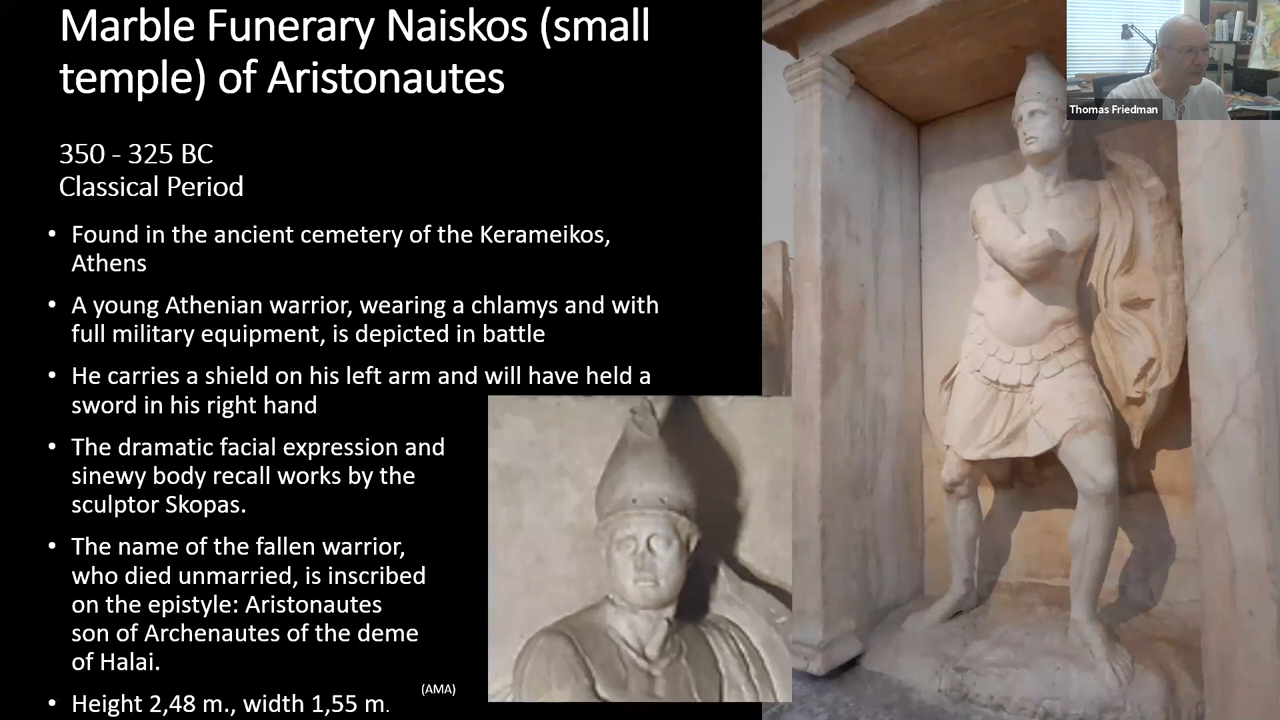 Marble Funerary Naiskos (small
temple) of Aristonautes
350 - 325 BC
Classical Period
• Found in the ancient cemetery of the Kerameikos,
Athens
• A young Athenian warrior, wearing a chlamys and with
full military equipment, is depicted in battle
• He carries a shield on his left arm and will have held a
sword in his right hand
• The dramatic facial expression and
sinewy body recall works by the
sculptor Skopas.
• The name of the fallen warrior,
who died unmarried, is inscribed
on the epistyle: Aristonautes
son of Archenautes of the deme
of Halai.
• Height 2,48 m., width 1,55 m.
(AMA)
Thomas Friedman